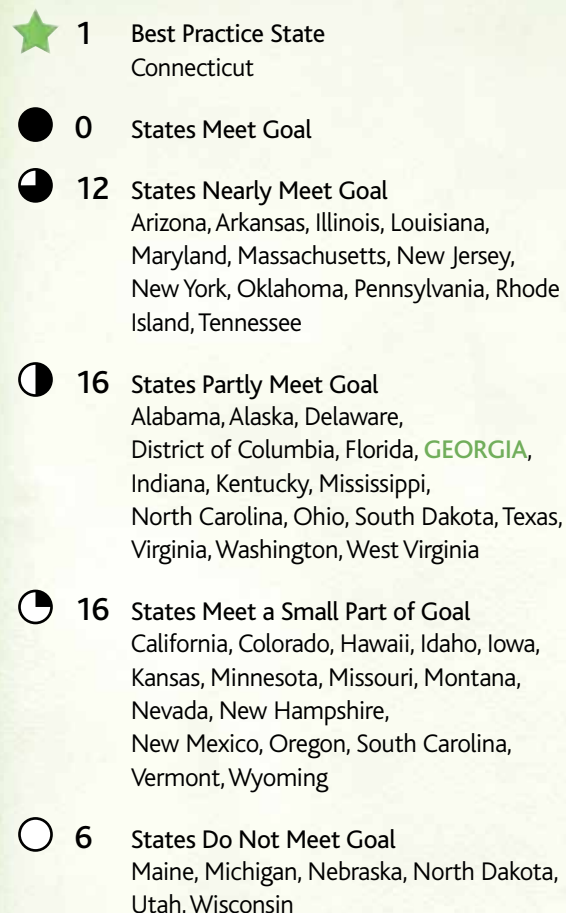 1 Best Practice State
Connecticut
0 States Meet Goal
12 States Nearly Meet Goal
Arizona, Arkansas, Illinois, Louisiana,
Maryland, Massachusetts, New Jersey,
New York, Oklahoma, Pennsylvania, Rhode
Island, Tennessee
16 States Partly Meet Goal
Alabama, Alaska, Delaware,
District of Columbia, Florida, GEORGIA,
Indiana, Kentucky, Mississippi,
North Carolina, Ohio, South Dakota, Texas,
Virginia, Washington, West Virginia
16 States Meet a Small Part of Goal
California, Colorado, Hawaii, Idaho, Iowa,
Kansas, Minnesota, Missouri, Montana,
Nevada, New Hampshire,
New Mexico, Oregon, South Carolina,
Vermont, Wyoming
6 States Do Not Meet Goal
Maine, Michigan, Nebraska, North Dakota,
Utah, Wisconsin